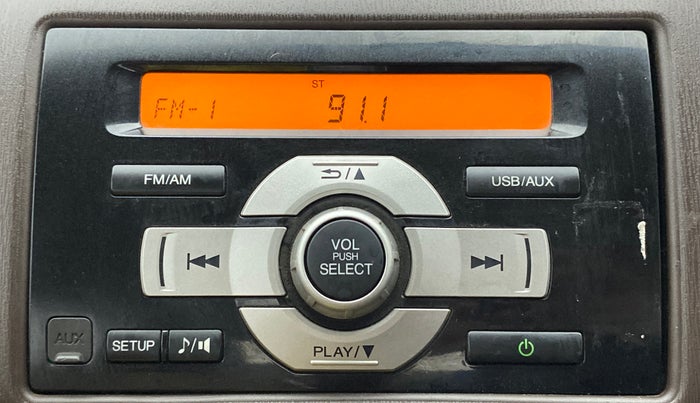 ST
FM-1 91.1
FM/AM
USB/AUX
VOL
PUSH
SELECT
AUX
SETUP
PLAY/▼